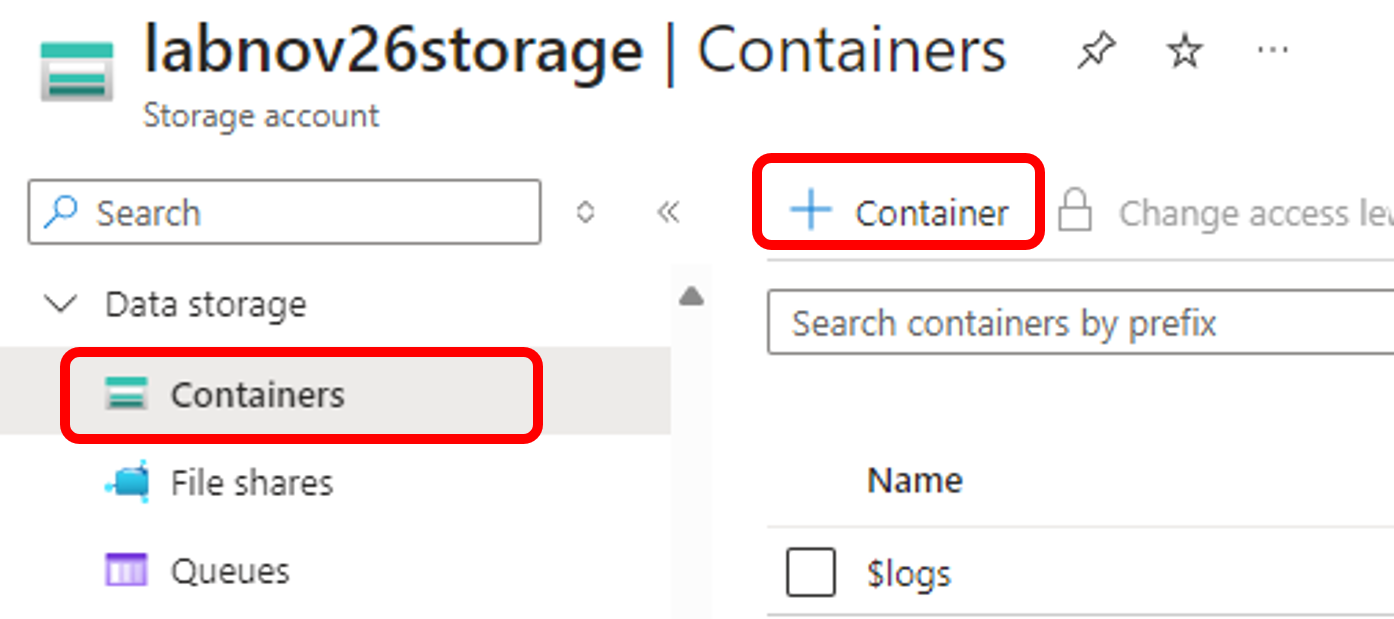 labnov26storage | Containers
Storage account
Search
Data storage
Containers
File shares
Queues
Container
Change access
Search containers by prefix
Name
$logs